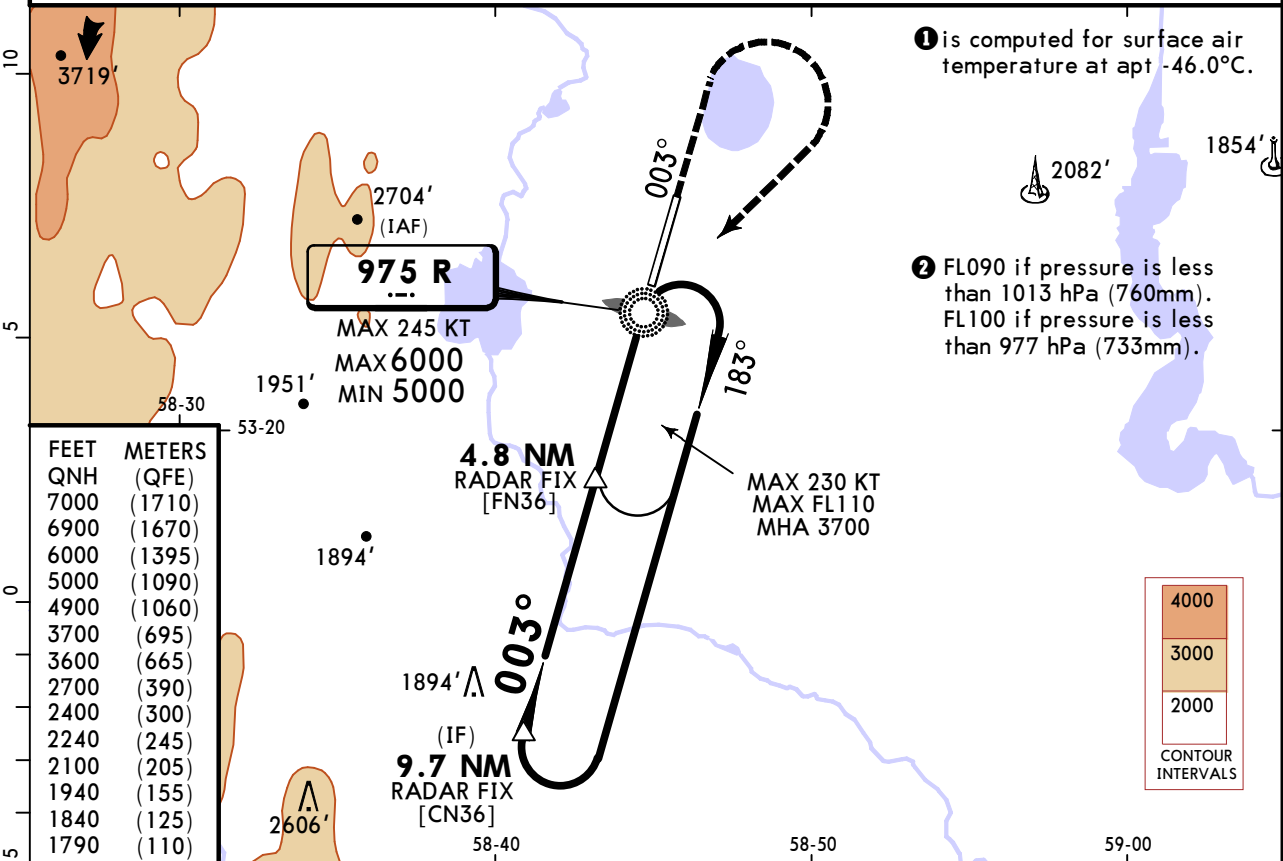 10
3719'
2704'
(IAF)
975 R
MAX 245 KT
MAX 6000
MIN 5000
003°
1 is computed for surface air
temperature at apt -46.0°C.
2082'
1854'
2 FL090 if pressure is less
than 1013 hPa (760mm).
FL100 if pressure is less
than 977 hPa (733mm).
5
1951'
58-30
53-20
183°
4.8 NM
RADAR FIX
[FN36]
MAX 230 KT
MAX FL110
MHA 3700
1894'
0
003°
1894'
(IF)
9.7 NM
RADAR FIX
[CN36]
2606'
5
FEET METERS
QNH (QFE)
7000 (1710)
6900 (1670)
6000 (1395)
5000 (1090)
4900 (1060)
3700 (695)
3600 (665)
2700 (390)
2400 (300)
2240 (245)
2100 (205)
1940 (155)
1840 (125)
1790 (110)
4000
3000
2000
CONTOUR
INTERVALS
58-40
58-50
59-00